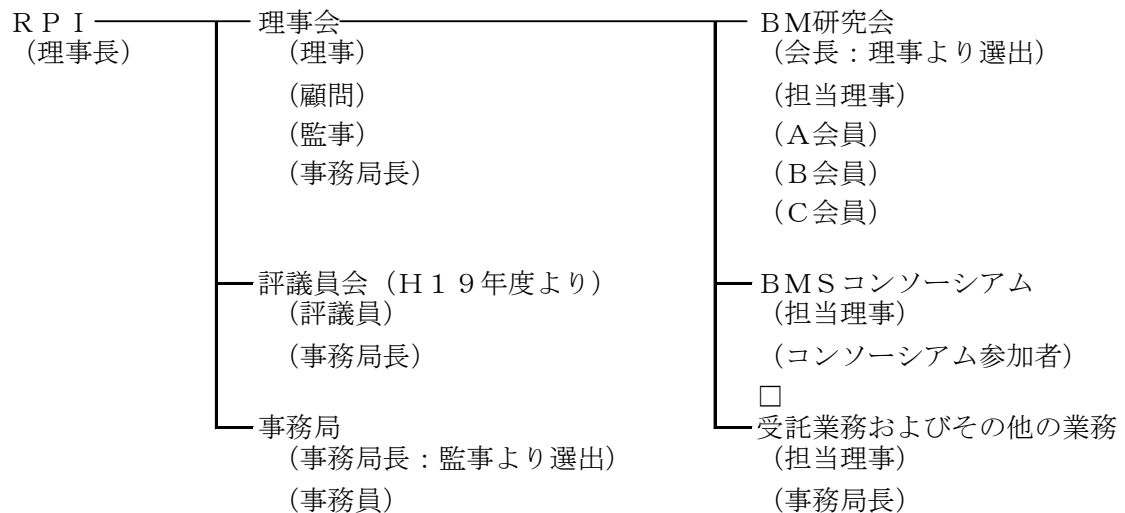 ＲＰＩ
（理事長）
理事会
（理事）
（顧問）
（監事）
（事務局長）
評議員会（Ｈ１９年度より）
（評議員）
（事務局長）
事務局
（事務局長：監事より選出）
（事務員）
ＢＭ研究会
（会長：理事より選出）
（担当理事）
（Ａ会員）
（Ｂ会員）
（Ｃ会員）
ＢＭＳコンソーシアム
（担当理事）
（コンソーシアム参加者）
□
受託業務およびその他の業務
（担当理事）
（事務局長）